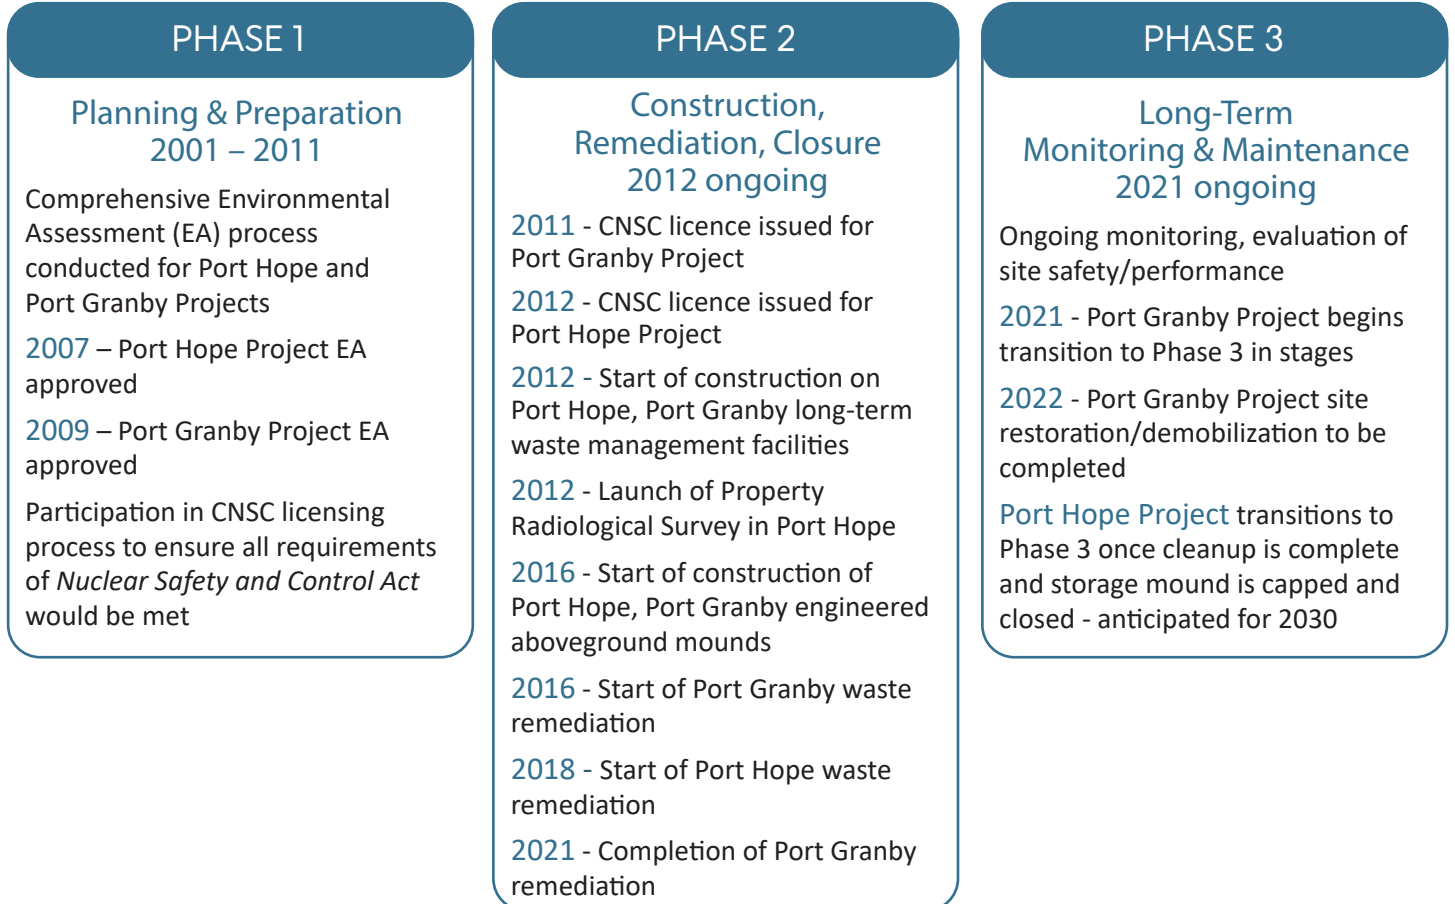 PHASE 1
Planning & Preparation
2001 – 2011
Comprehensive Environmental
Assessment (EA) process
conducted for Port Hope and
Port Granby Projects
2007 – Port Hope Project EA
approved
2009 – Port Granby Project EA
approved
Participation in CNSC licensing
process to ensure all requirements
of Nuclear Safety and Control Act
would be met
PHASE 2
Construction,
Remediation, Closure
2012 ongoing
2011 - CNSC licence issued for
Port Granby Project
2012 - CNSC licence issued for
Port Hope Project
2012 - Start of construction on
Port Hope, Port Granby long-term
waste management facilities
2012 - Launch of Property
Radiological Survey in Port Hope
2016 - Start of construction of
Port Hope, Port Granby engineered
aboveground mounds
2016 - Start of Port Granby waste
remediation
2018 - Start of Port Hope waste
remediation
2021 - Completion of Port Granby
remediation
PHASE 3
Long-Term
Monitoring & Maintenance
2021 ongoing
Ongoing monitoring, evaluation of
site safety/performance
2021 - Port Granby Project begins
transition to Phase 3 in stages
2022 - Port Granby Project site
restoration/demobilization to be
completed
Port Hope Project transitions to
Phase 3 once cleanup is complete
and storage mound is capped and
closed - anticipated for 2030